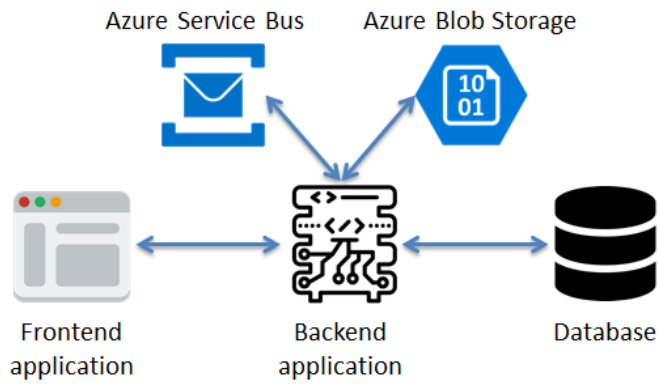 Azure Service Bus
Azure Blob Storage
10
01
Frontend
application
Backend
application
Database